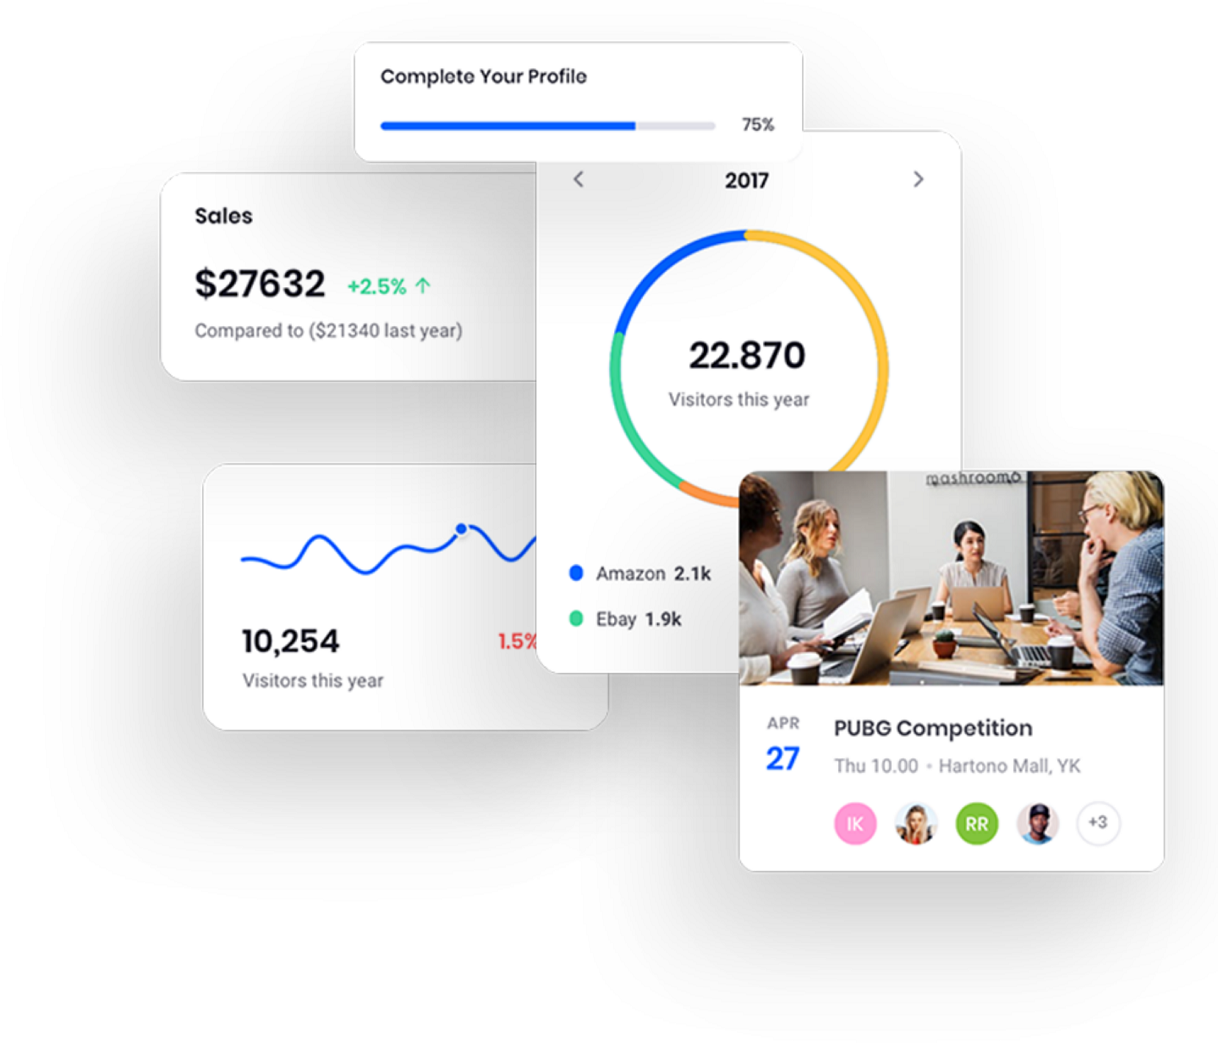 Complete Your Profile
75%
2017
Sales
$27632 +2.5%
Compared to ($21340 last year)
22.870
Visitors this year
10,254
1.5%
Visitors this year
Amazon 2.1k
Ebay 1.9k
mashrooms
APR
27
PUBG Competition
Thu 10.00 • Hartono Mall, YK
IK
RR
+3